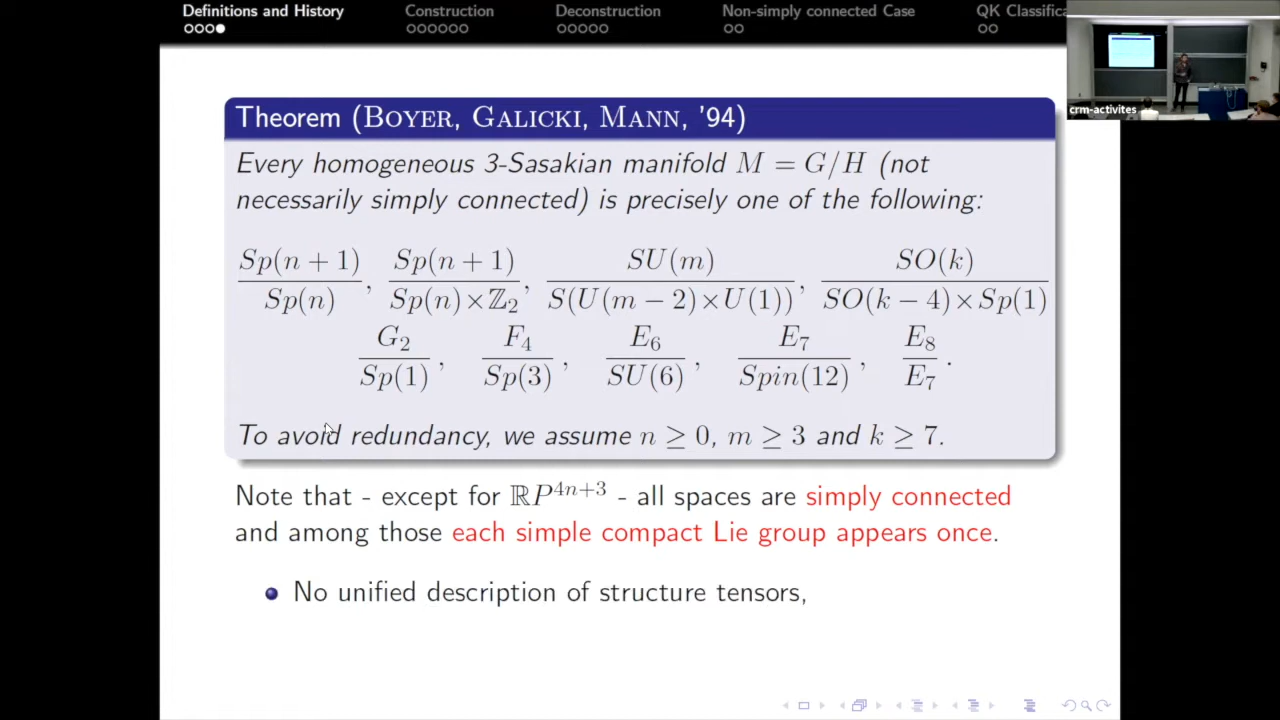 Definitions and History Construction Deconstruction Non-simply connected Case QK Classifica
crm-activites
Theorem (Boyer, Galicki, Mann, '94)
Every homogeneous 3-Sasakian manifold M = G/H (not
necessarily simply connected) is precisely one of the following:
Sp(n + 1) / Sp(n), Sp(n + 1) / Sp(n) × ℤ₂, SU(m) / S(U(m − 2) × U(1)), SO(k) / SO(k − 4) × Sp(1)
G₂ / Sp(1), F₄ / Sp(3), E₆ / SU(6), E₇ / Spin(12), E₈ / E₇.
To avoid redundancy, we assume n ≥ 0, m ≥ 3 and k ≥ 7.
Note that - except for ℝP⁴ⁿ⁺³ - all spaces are simply connected
and among those each simple compact Lie group appears once.
No unified description of structure tensors,